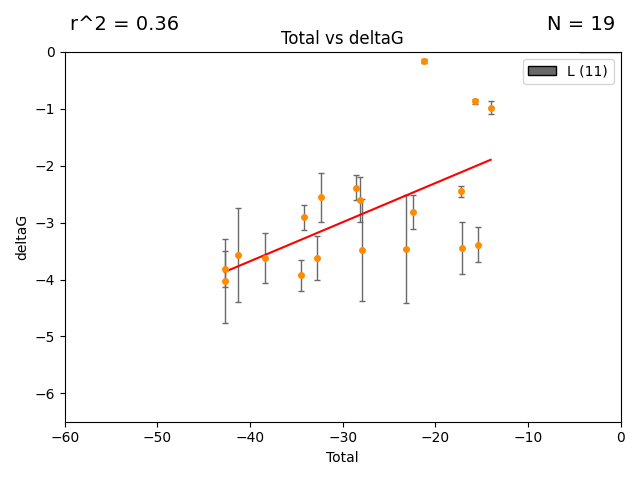 r^2 = 0.36
N = 19
Total vs deltaG
L (11)
deltaG
0
−1
−2
−3
−4
−5
−6
−60
−50
−40
−30
−20
−10
0
Total